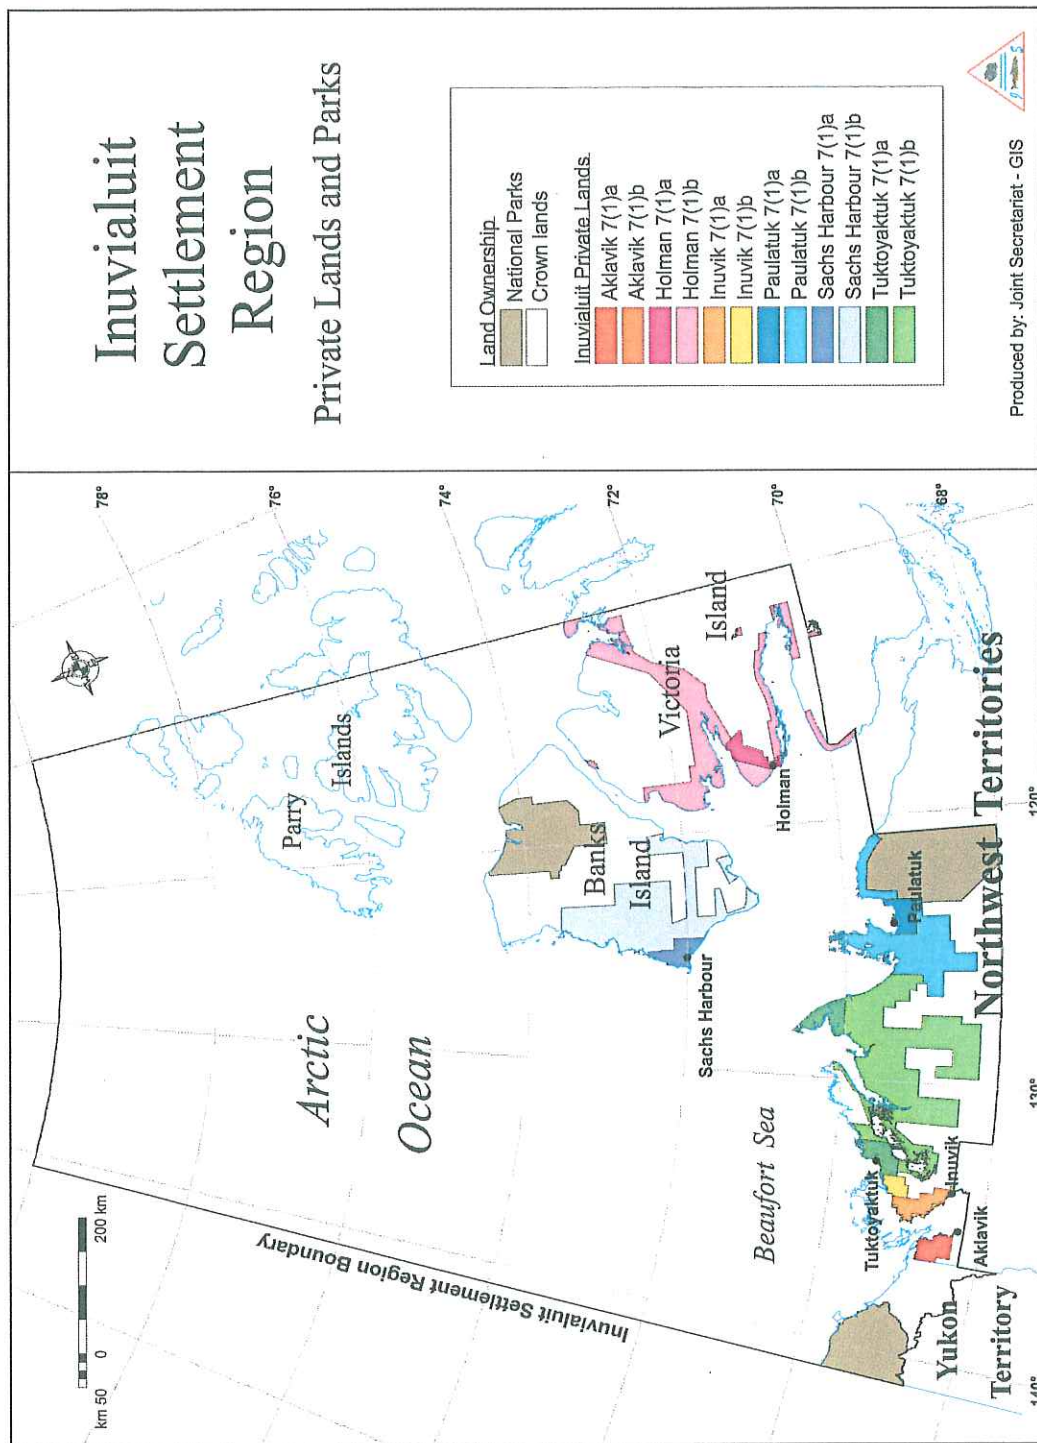 Inuvialuit
Settlement
Region
Private Lands and Parks
Land Ownership
National Parks
Crown lands
Inuvialuit Private Lands
Aklavik 7(1)a
Aklavik 7(1)b
Holman 7(1)a
Holman 7(1)b
Inuvik 7(1)a
Inuvik 7(1)b
Paulatuk 7(1)a
Paulatuk 7(1)b
Sachs Harbour 7(1)a
Sachs Harbour 7(1)b
Tuktoyaktuk 7(1)a
Tuktoyaktuk 7(1)b
Produced by: Joint Secretariat - GIS
J S
km 50 0 200 km
Inuvialuit Settlement Region Boundary
Arctic
Ocean
Beaufort Sea
Parry
Islands
Banks
Island
Victoria
Island
Sachs Harbour
Holman
Paulatuk
Tuktoyaktuk
Inuvik
Aklavik
Yukon
Territory
Northwest Territories
78°
76°
74°
72°
70°
68°
120°
130°
140°